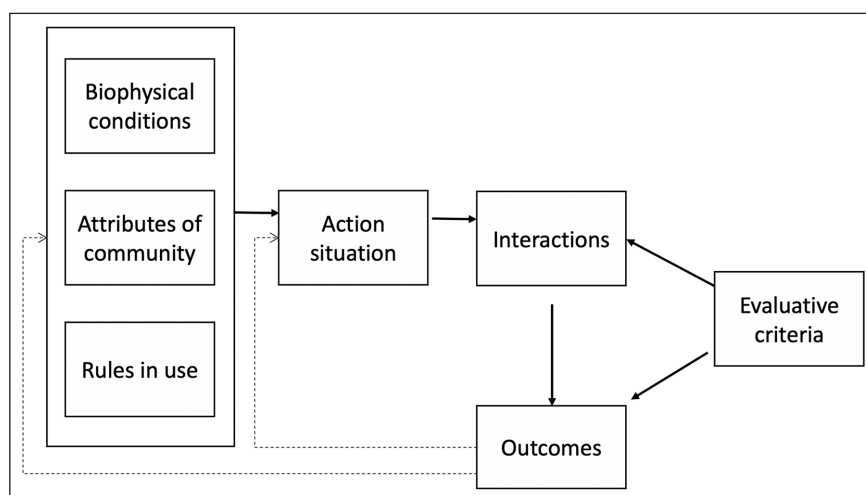 Biophysical
conditions
Attributes of
community
Rules in use
Action
situation
Interactions
Evaluative
criteria
Outcomes